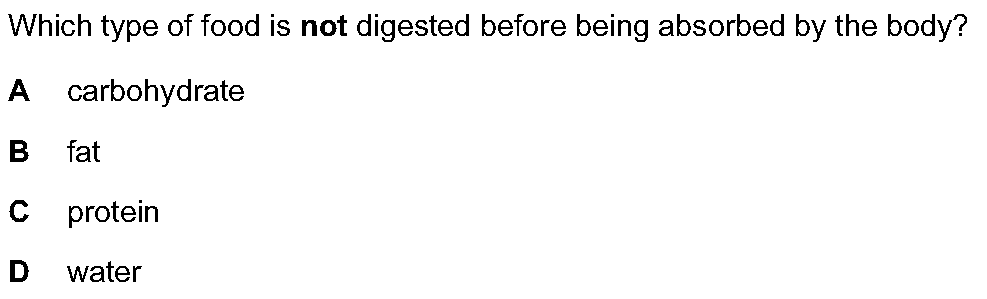 Which type of food is not digested before being absorbed by the body?
A carbohydrate
B fat
C protein
D water